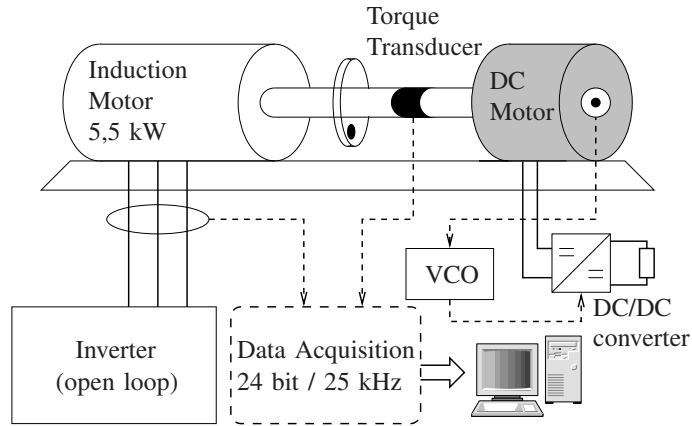 Torque
Transducer
Induction
Motor
5,5 kW
DC
Motor
VCO
DC/DC
converter
Inverter
(open loop)
Data Acquisition
24 bit / 25 kHz